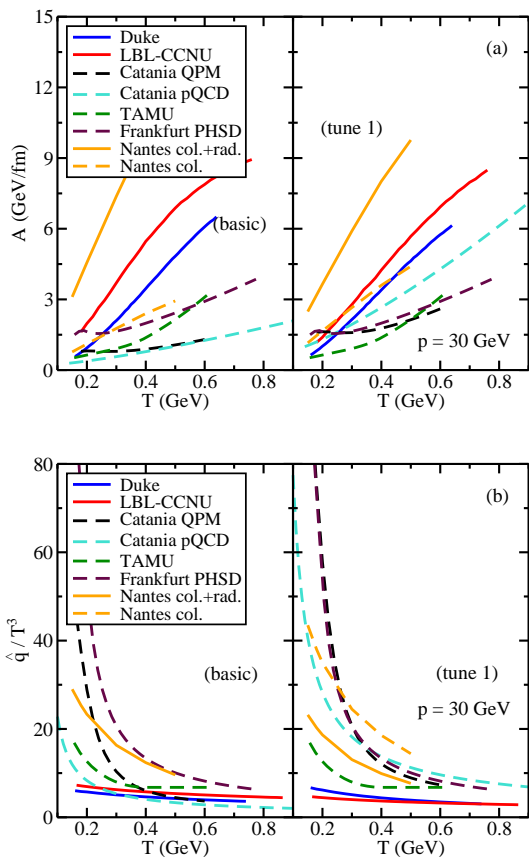 15
12
9
6
3
0
A (GeV/fm)
Duke
LBL-CCNU
Catania QPM
Catania pQCD
TAMU
Frankfurt PHSD
Nantes col.+rad.
Nantes col.
(basic)
(a)
(tune 1)
p = 30 GeV
0.2 0.4 0.6 0.8 0.2 0.4 0.6 0.8
T (GeV) T (GeV)
80
60
40
20
0
q̂ / T³
Duke
LBL-CCNU
Catania QPM
Catania pQCD
TAMU
Frankfurt PHSD
Nantes col.+rad.
Nantes col.
(basic)
(b)
(tune 1)
p = 30 GeV
0.2 0.4 0.6 0.8 0.2 0.4 0.6 0.8
T (GeV) T (GeV)